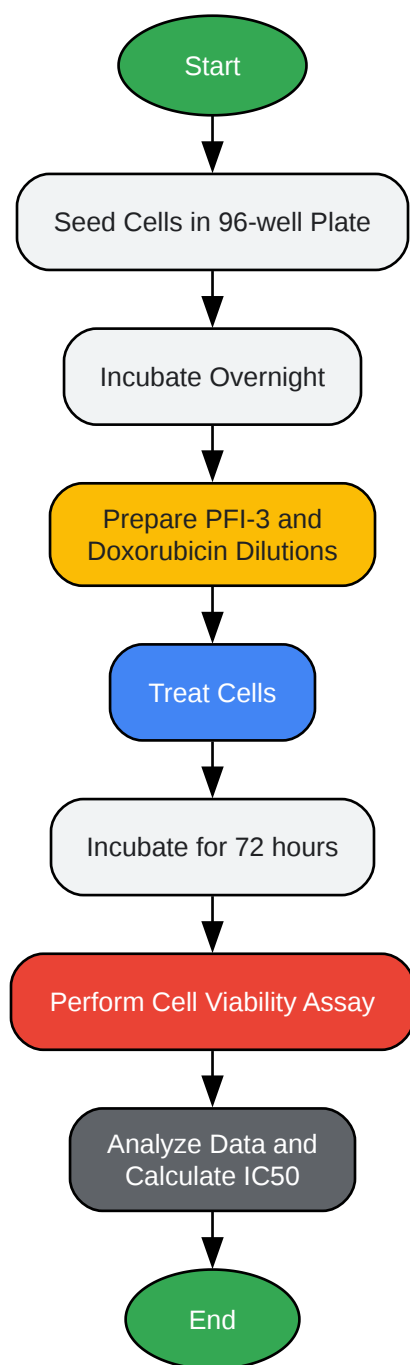 Start
Seed Cells in 96-well Plate
Incubate Overnight
Prepare PFI-3 and
Doxorubicin Dilutions
Treat Cells
Incubate for 72 hours
Perform Cell Viability Assay
Analyze Data and
Calculate IC50
End